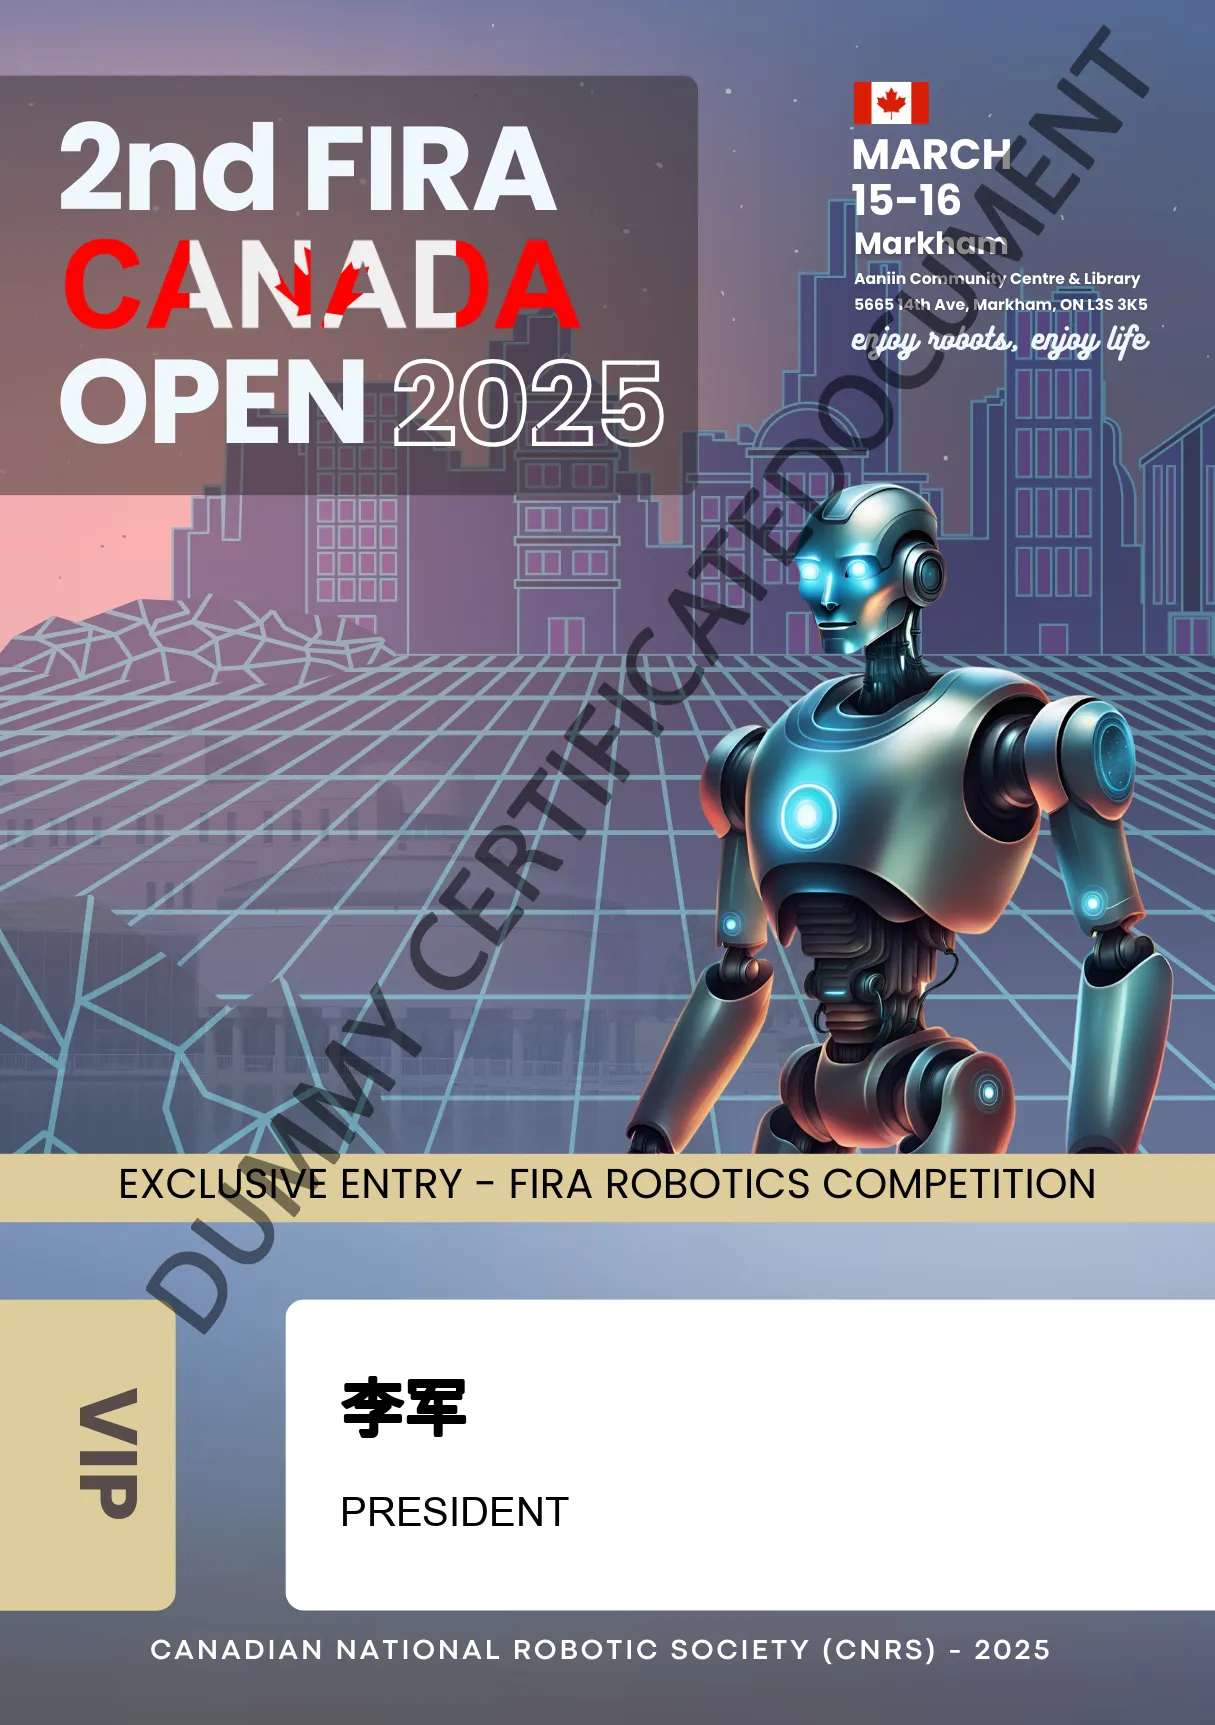 2nd FIRA
CANADA
OPEN 2025
MARCH
15-16
Markham
Aaniin Community Centre & Library
5665 14th Ave, Markham, ON L3S 3K5
enjoy robots, enjoy life
DUMMY CERTIFICATEDOCUMENT
EXCLUSIVE ENTRY - FIRA ROBOTICS COMPETITION
VIP
李军
PRESIDENT
CANADIAN NATIONAL ROBOTIC SOCIETY (CNRS) - 2025